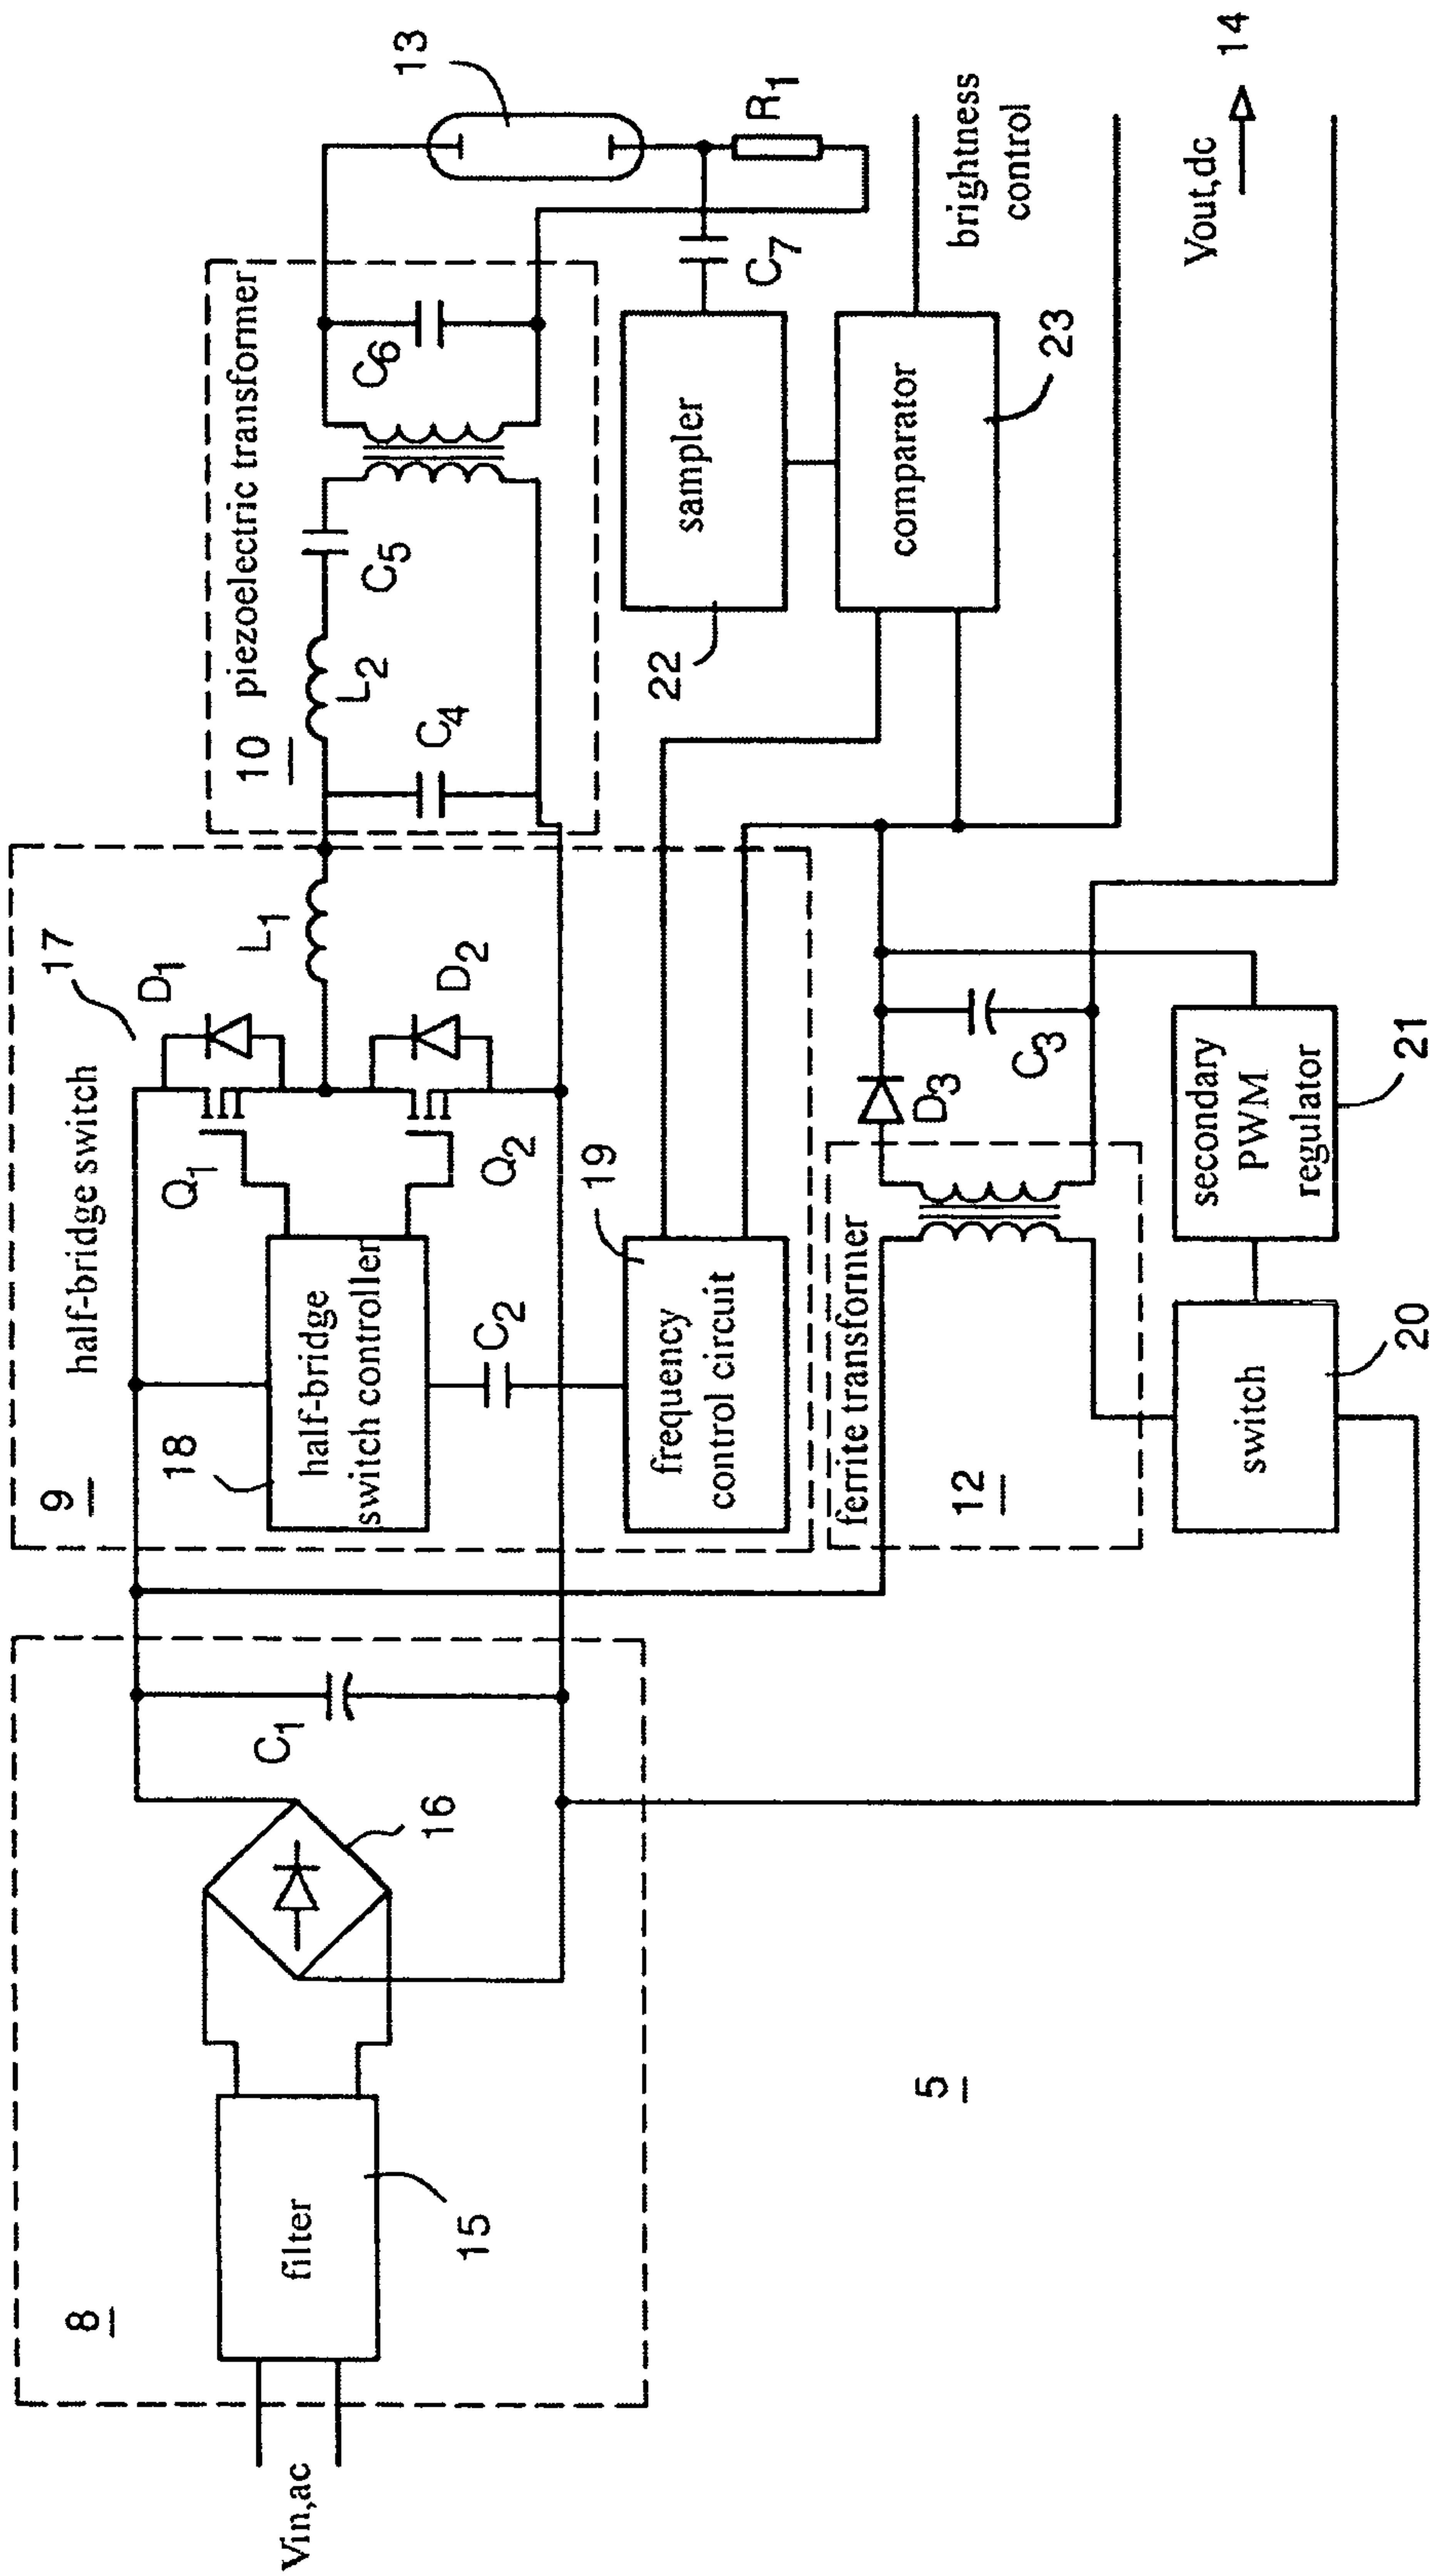 Vin,ac
8
filter
15
16
C1
9
half-bridge switch
17
18
half-bridge
switch controller
Q1
D1
Q2
D2
L1
C2
19
frequency
control circuit
10
piezoelectric transformer
L2
C4
C5
C6
13
R1
C7
22
sampler
comparator
23
brightness
control
ferrite transformer
12
D3
C3
Vout,dc
14
switch
20
secondary
PWM
regulator
21
5